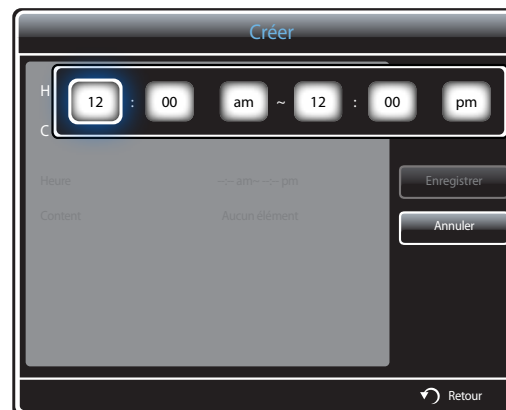 Créer
H
12 : 00 am ~ 12 : 00 pm
C
Heure --:-- am~ --:-- pm
Content Aucun élément
Enregistrer
Annuler
Retour